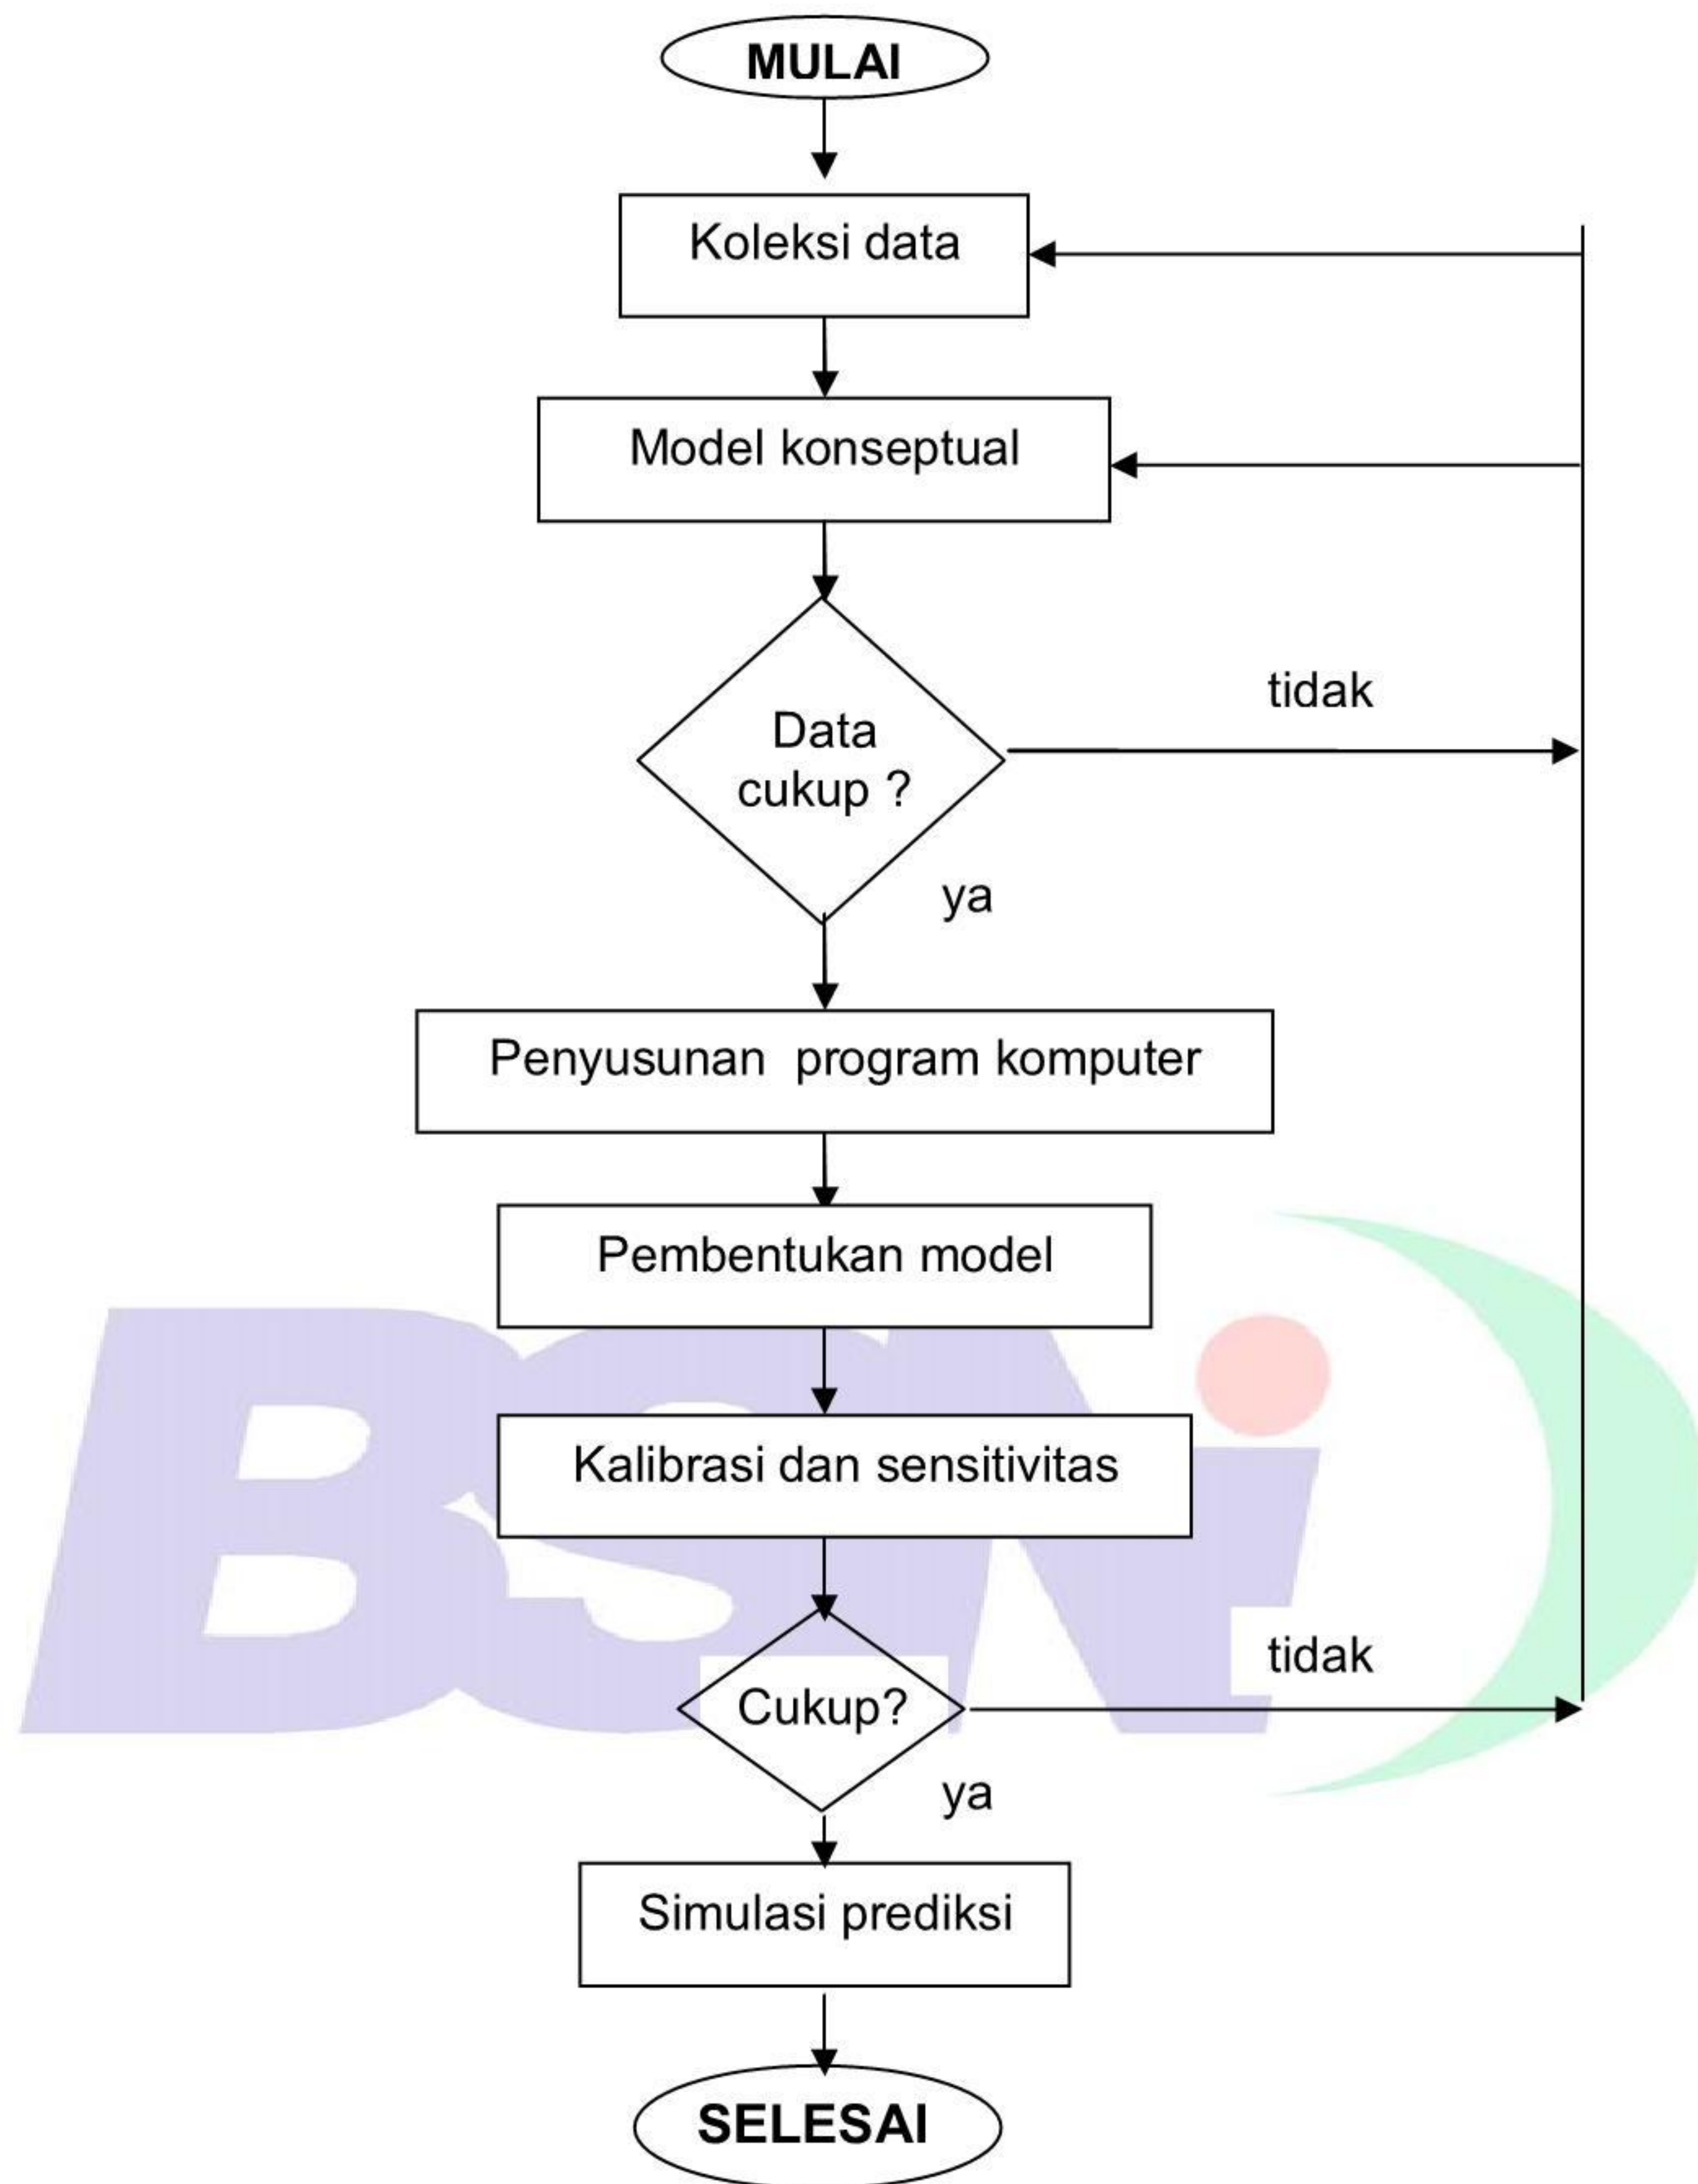 MULAI
Koleksi data
Model konseptual
tidak
Data
cukup ?
ya
Penyusunan program komputer
Pembentukan model
Kalibrasi dan sensitivitas
tidak
Cukup?
ya
Simulasi prediksi
SELESAI
BSNi